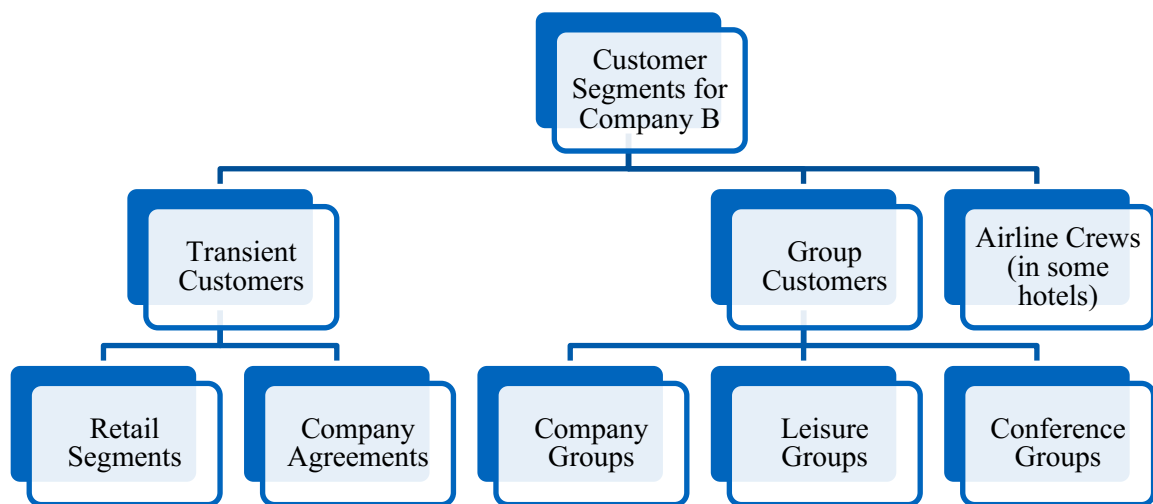 Customer
Segments for
Company B
Transient
Customers
Group
Customers
Airline Crews
(in some
hotels)
Retail
Segments
Company
Agreements
Company
Groups
Leisure
Groups
Conference
Groups